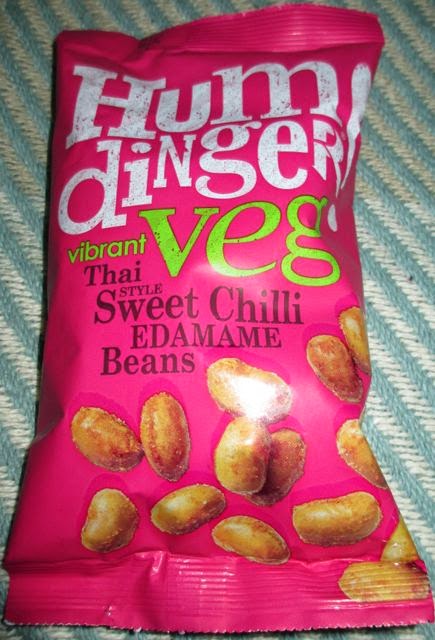 Hum
dinger!
vibrant veg.
Thai
STYLE
Sweet Chilli
EDAMAME
Beans